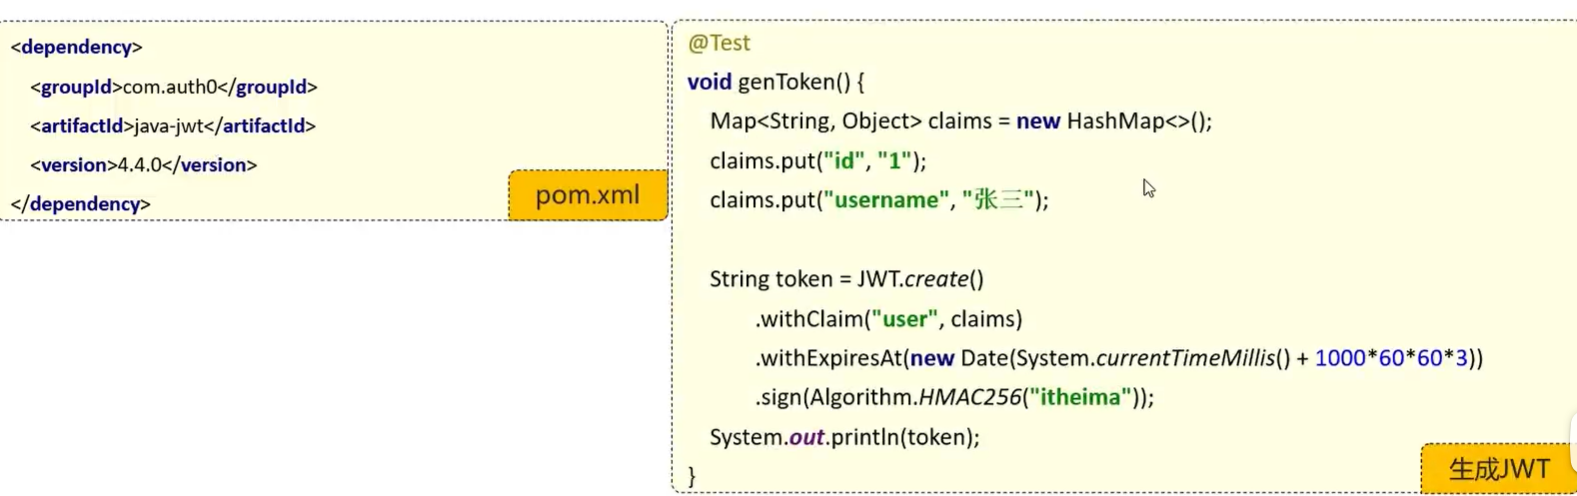 <dependency>
<groupId>com.auth0</groupId>
<artifactId>java-jwt</artifactId>
<version>4.4.0</version>
</dependency>
pom.xml
@Test
void genToken() {
Map<String, Object> claims = new HashMap<>();
claims.put("id", "1");
claims.put("username", "张三");
String token = JWT.create()
.withClaim("user", claims)
.withExpiresAt(new Date(System.currentTimeMillis() + 1000*60*60*3))
.sign(Algorithm.HMAC256("itheima"));
System.out.println(token);
}
生成JWT